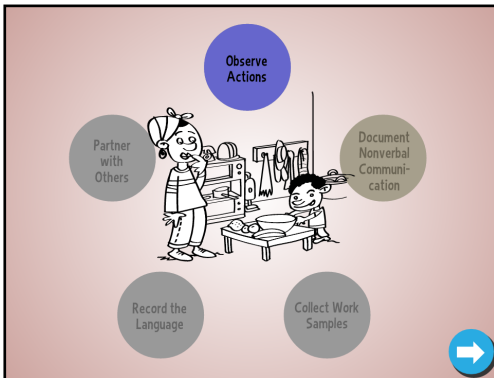 Observe
Actions
Partner
with
Others
Document
Nonverbal
Communi-
cation
Record the
Language
Collect Work
Samples